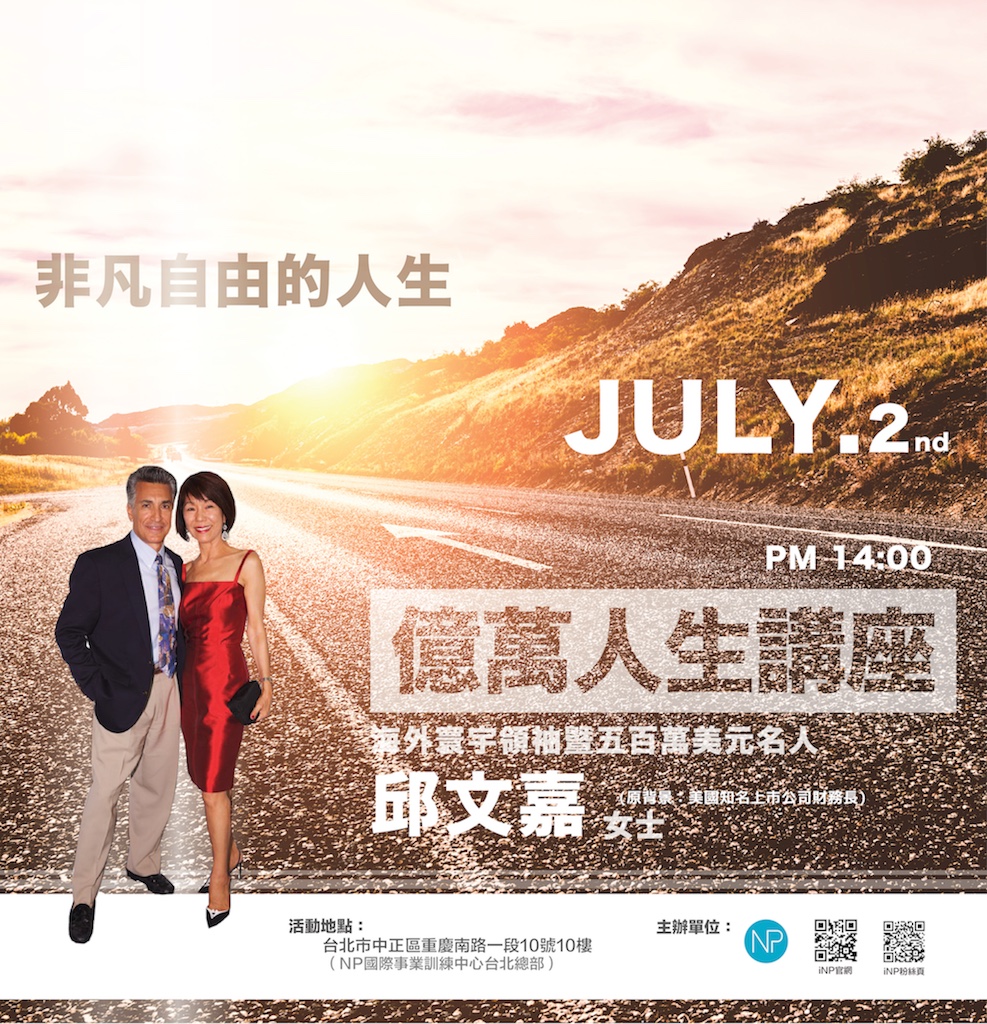 非凡自由的人生
JULY.2nd
PM 14:00
億萬人生講座
海外寰宇領袖暨五百萬美元名人
邱文嘉 女士 (原背景：美國知名上市公司財務長)
活動地點：
台北市中正區重慶南路一段10號10樓
（NP國際事業訓練中心台北總部）
主辦單位：
NP
iNP官網
iNP粉絲頁